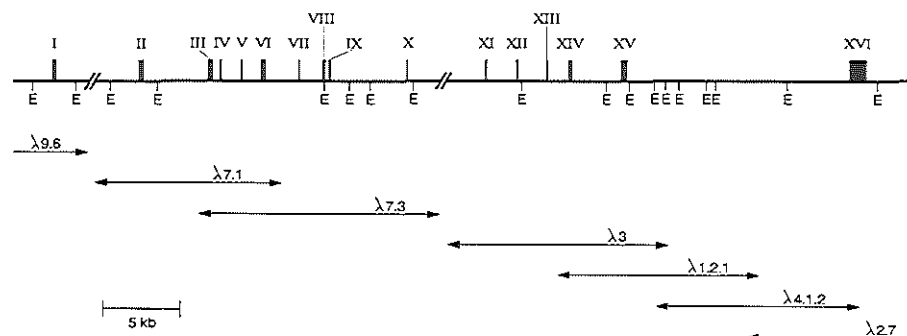 VIII XIII
I II III IV V VI VII IX X XI XII XIV XV XVI
E E E E E E E E E E E E E E E E E E
λ9.6
λ7.1
λ7.3
λ3
λ1.2.1
λ4.1.2
5 kb
λ2.7